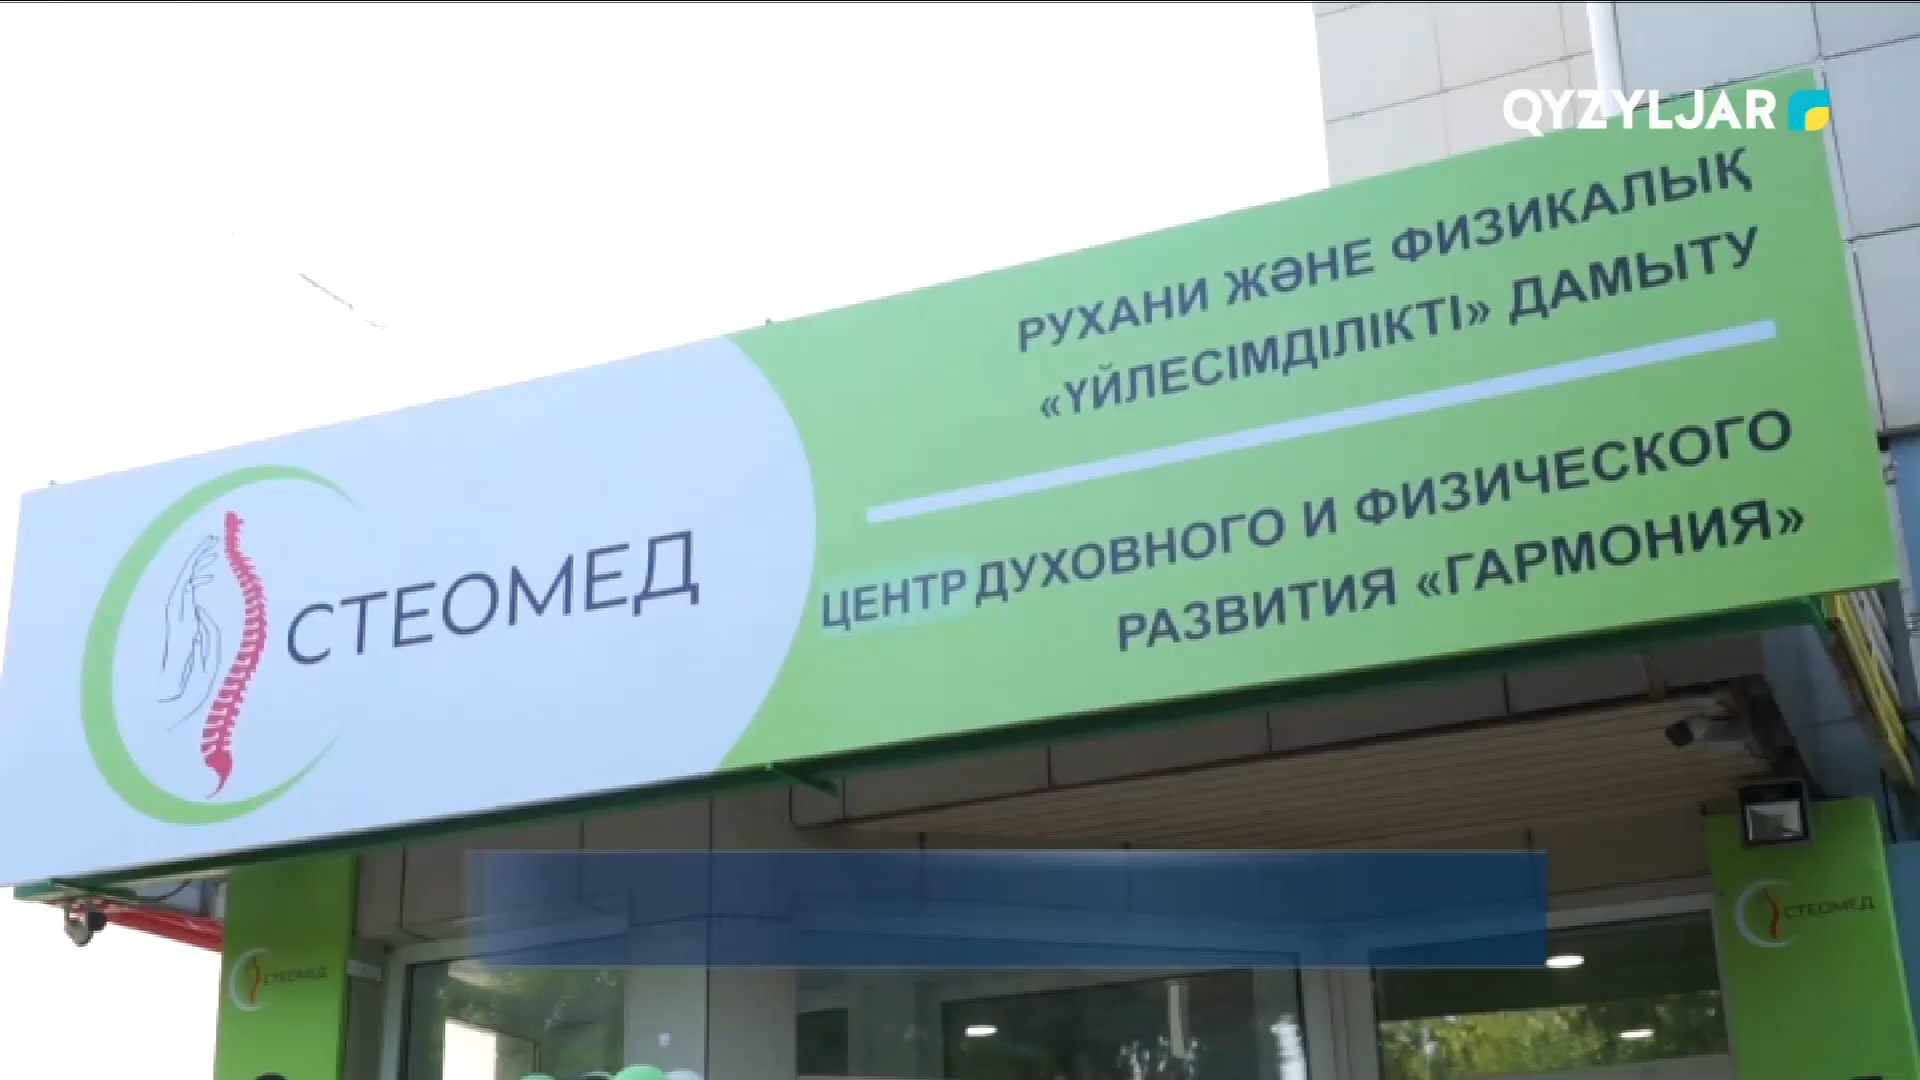 QYZYLJAR
РУХАНИ ЖӘНЕ ФИЗИКАЛЫҚ
«ҮЙЛЕСІМДІЛІКТІ» ДАМЫТУ
СТЕОМЕД
ЦЕНТР ДУХОВНОГО И ФИЗИЧЕСКОГО
РАЗВИТИЯ «ГАРМОНИЯ»
СТЕОМЕД
СТЕОМЕД